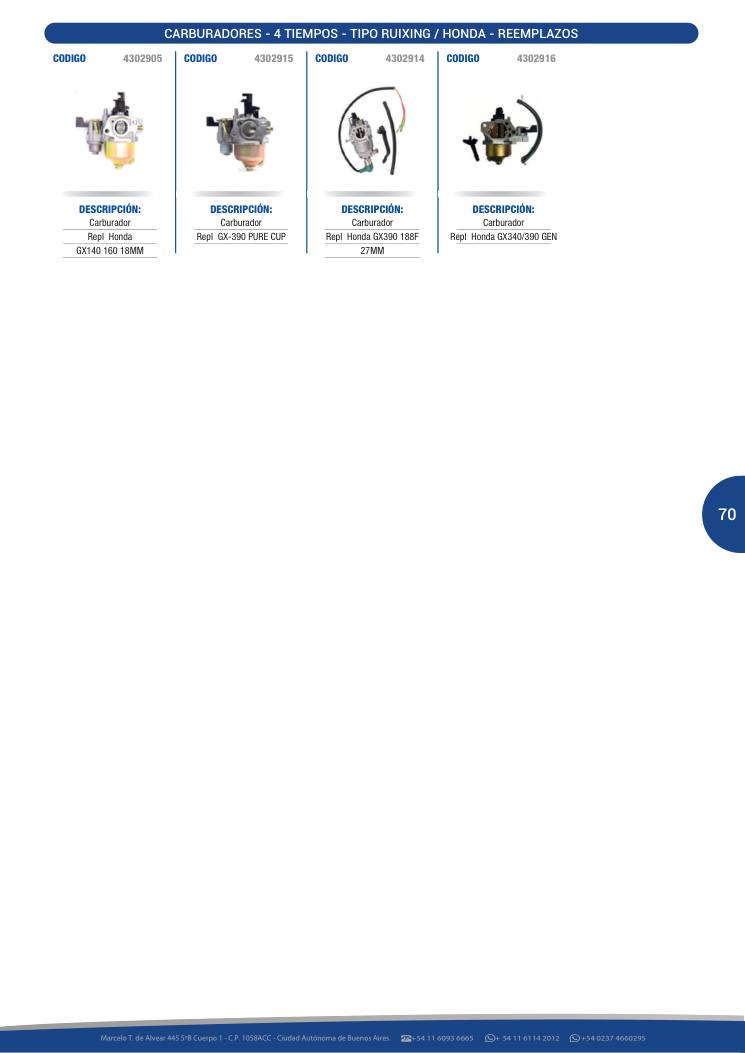 CARBURADORES - 4 TIEMPOS - TIPO RUIXING / HONDA - REEMPLAZOS
CODIGO 4302905
DESCRIPCIÓN:
Carburador
Repl Honda
GX140 160 18MM
CODIGO 4302915
DESCRIPCIÓN:
Carburador
Repl GX-390 PURE CUP
CODIGO 4302914
DESCRIPCIÓN:
Carburador
Repl Honda GX390 188F
27MM
CODIGO 4302916
DESCRIPCIÓN:
Carburador
Repl Honda GX340/390 GEN
70
Marcelo T. de Alvear 445 5ºB Cuerpo 1 - C.P. 1058ACC - Ciudad Autónoma de Buenos Aires. +54 11 6093 6665 + 54 11 6114 2012 +54 0237 4660295